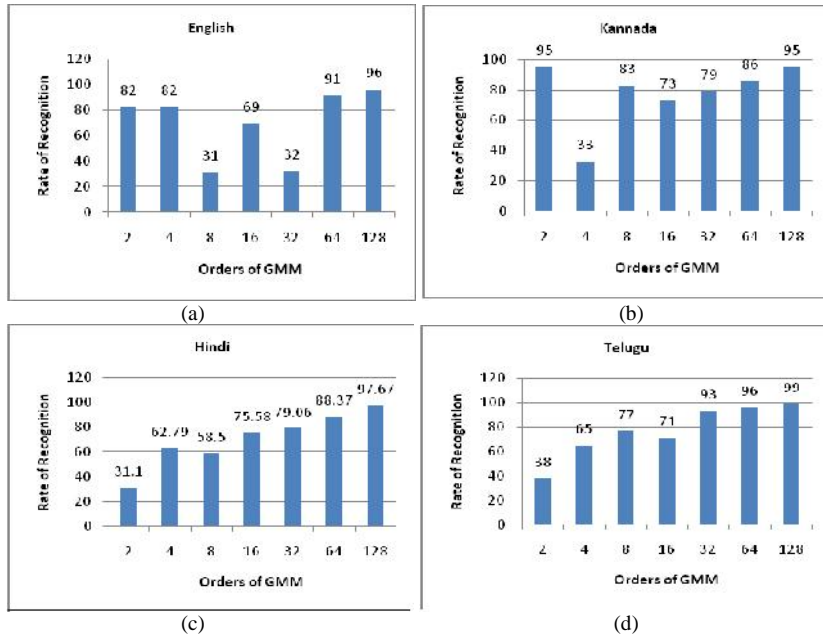 English
Rate of Recognition
120
100
80
60
40
20
0
82
82
31
69
32
91
96
2 4 8 16 32 64 128
Orders of GMM
(a)
Kannada
Rate of Recognition
100
80
60
40
20
0
95
33
83
73
79
86
95
2 4 8 16 32 64 128
Orders of GMM
(b)
Hindi
Rate of Recognition
120
100
80
60
40
20
0
31.1
62.79
58.5
75.58
79.06
88.37
97.67
2 4 8 16 32 64 128
Orders of GMM
(c)
Telugu
Rate of Recognition
120
100
80
60
40
20
0
38
65
77
71
93
96
99
2 4 8 16 32 64 128
Orders of GMM
(d)